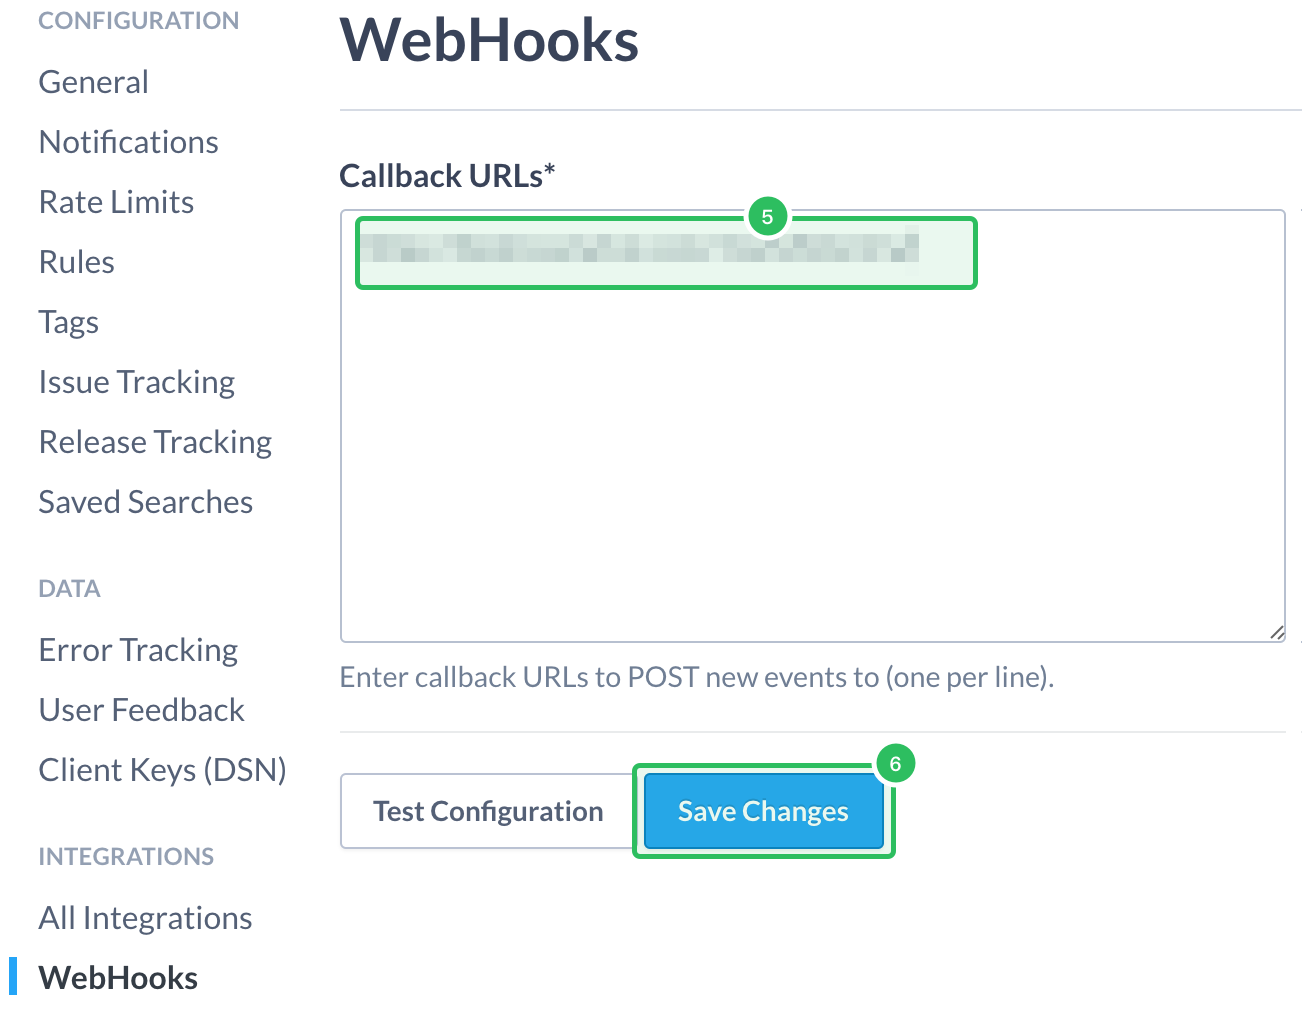 CONFIGURATION
General
Notifications
Rate Limits
Rules
Tags
Issue Tracking
Release Tracking
Saved Searches
DATA
Error Tracking
User Feedback
Client Keys (DSN)
INTEGRATIONS
All Integrations
WebHooks
WebHooks
Callback URLs*
5
Enter callback URLs to POST new events to (one per line).
6
Test Configuration
Save Changes